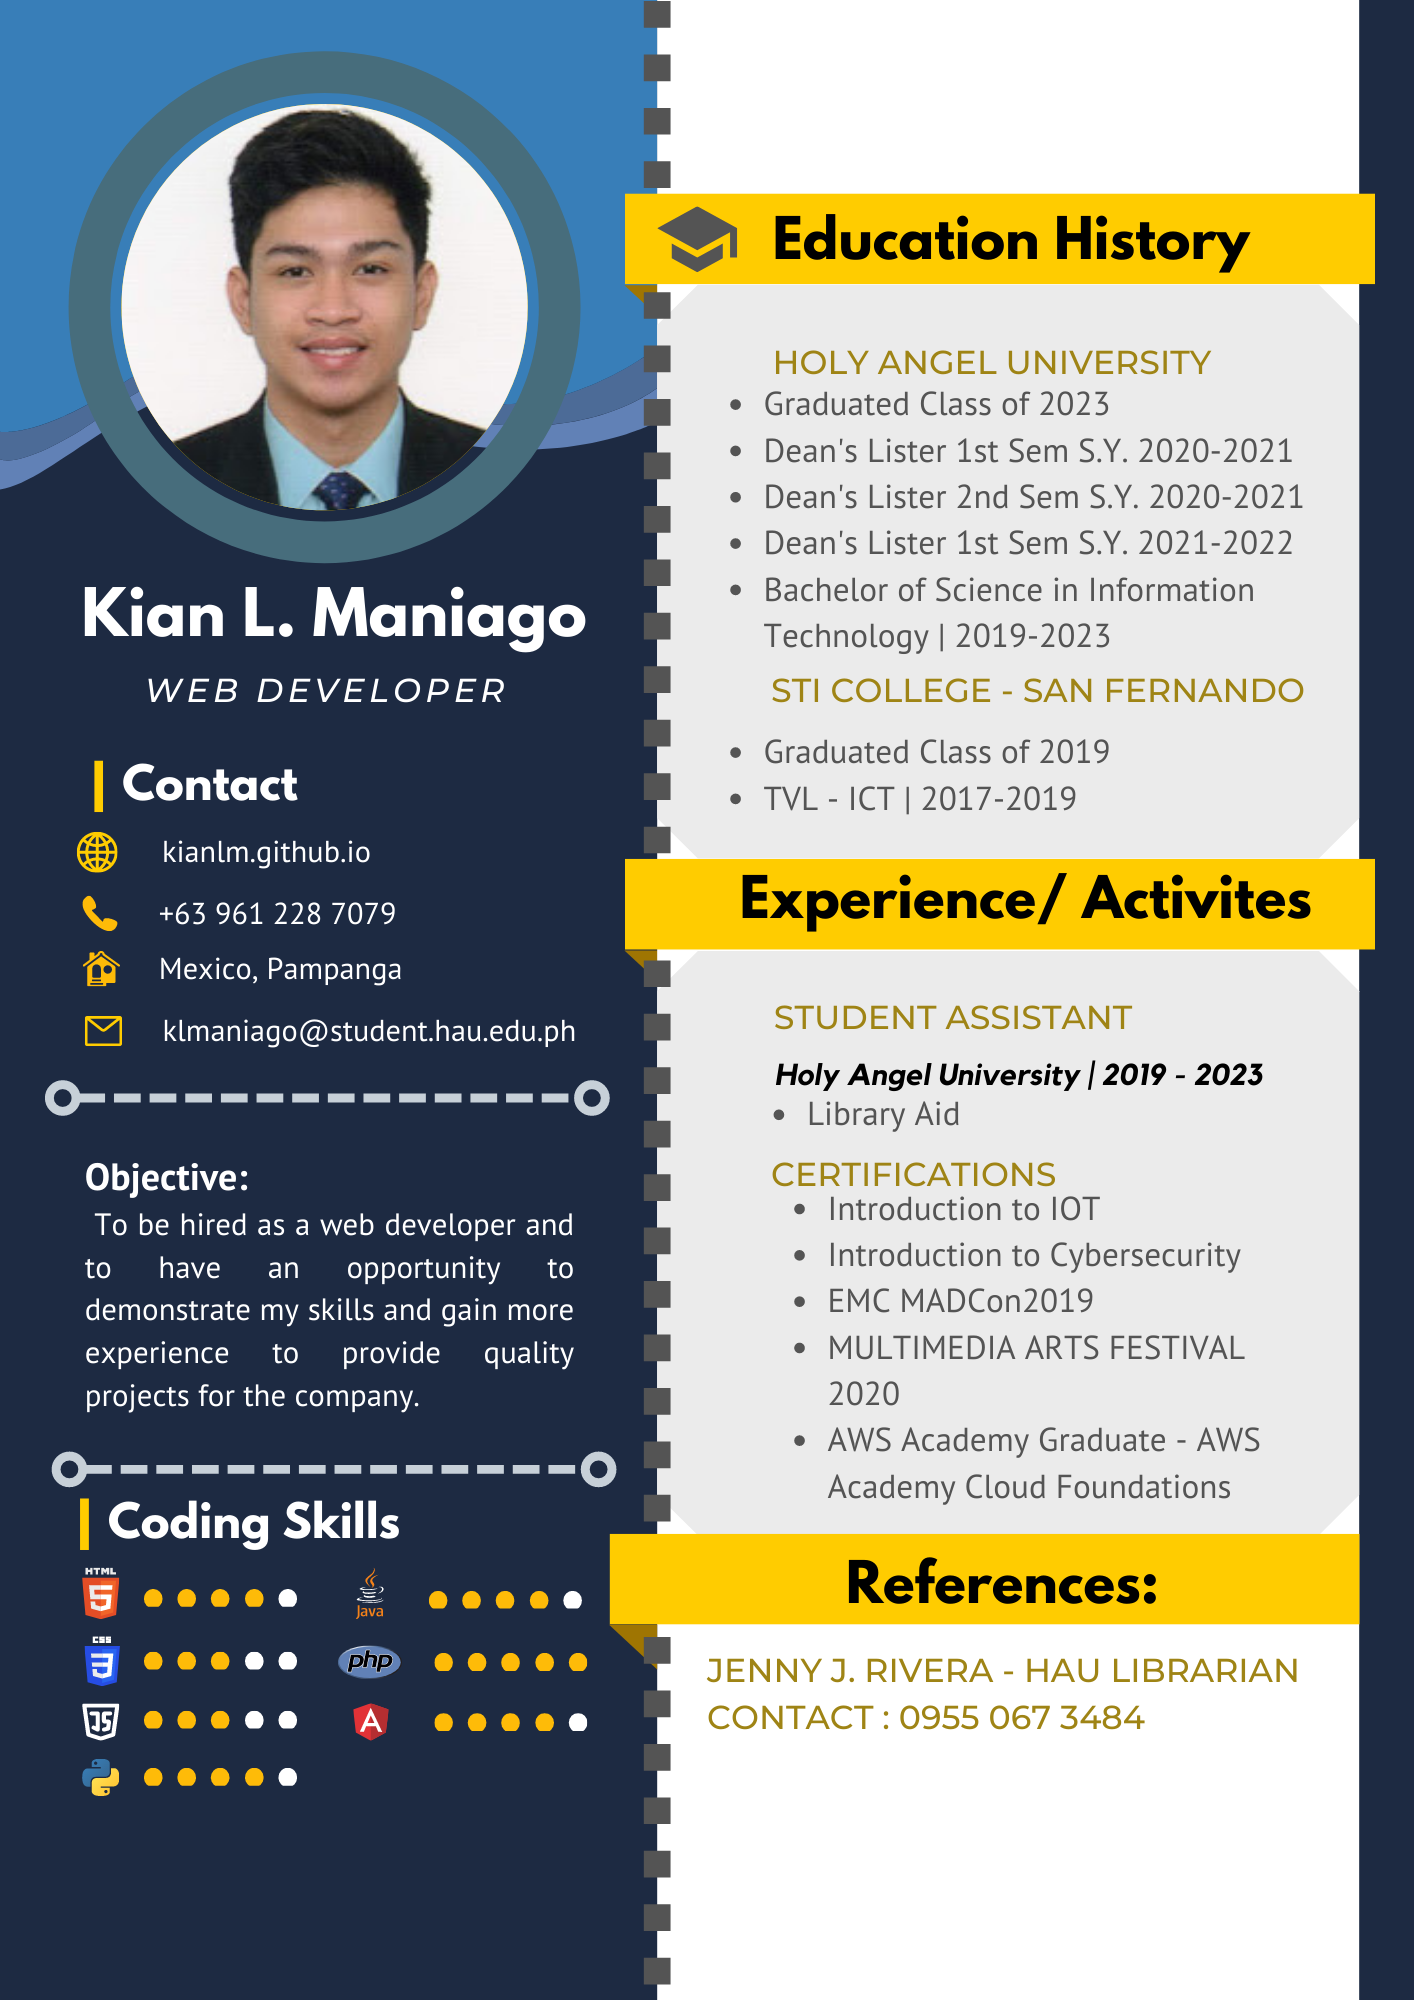 Kian L. Maniago
WEB DEVELOPER
Contact
kianlm.github.io
+63 961 228 7079
Mexico, Pampanga
klmaniago@student.hau.edu.ph
Objective:
To be hired as a web developer and
to have an opportunity to
demonstrate my skills and gain more
experience to provide quality
projects for the company.
Coding Skills
HTML
5
Java
CSS
3
php
JS
A
Education History
HOLY ANGEL UNIVERSITY
• Graduated Class of 2023
• Dean's Lister 1st Sem S.Y. 2020-2021
• Dean's Lister 2nd Sem S.Y. 2020-2021
• Dean's Lister 1st Sem S.Y. 2021-2022
• Bachelor of Science in Information
Technology | 2019-2023
STI COLLEGE - SAN FERNANDO
• Graduated Class of 2019
• TVL - ICT | 2017-2019
Experience/ Activites
STUDENT ASSISTANT
Holy Angel University | 2019 - 2023
• Library Aid
CERTIFICATIONS
• Introduction to IOT
• Introduction to Cybersecurity
• EMC MADCon2019
• MULTIMEDIA ARTS FESTIVAL
2020
• AWS Academy Graduate - AWS
Academy Cloud Foundations
References:
JENNY J. RIVERA - HAU LIBRARIAN
CONTACT : 0955 067 3484